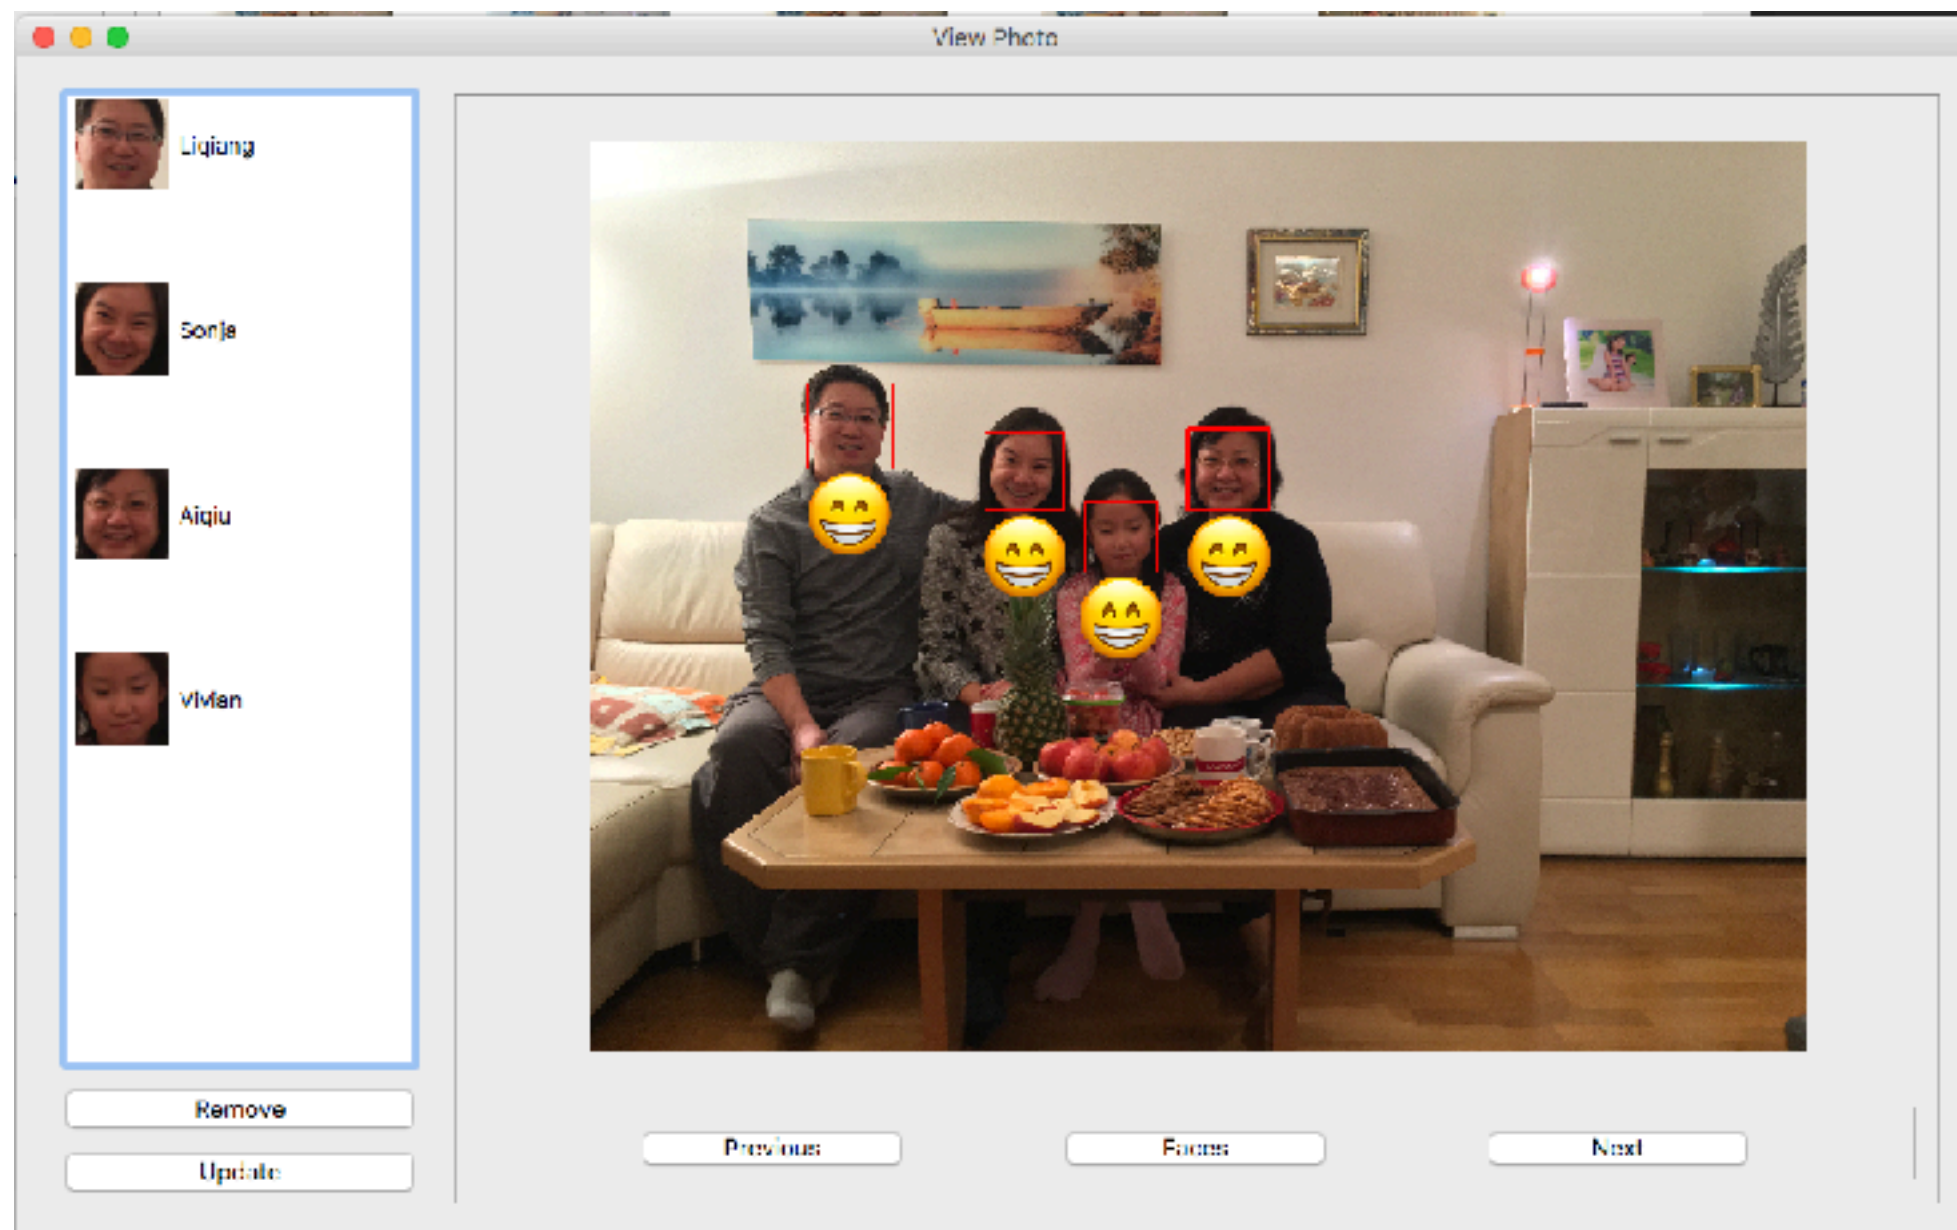 View Photo
Liqiang
Sonja
Aiqiu
Vivian
Remove
Update
Previous
Faces
Next